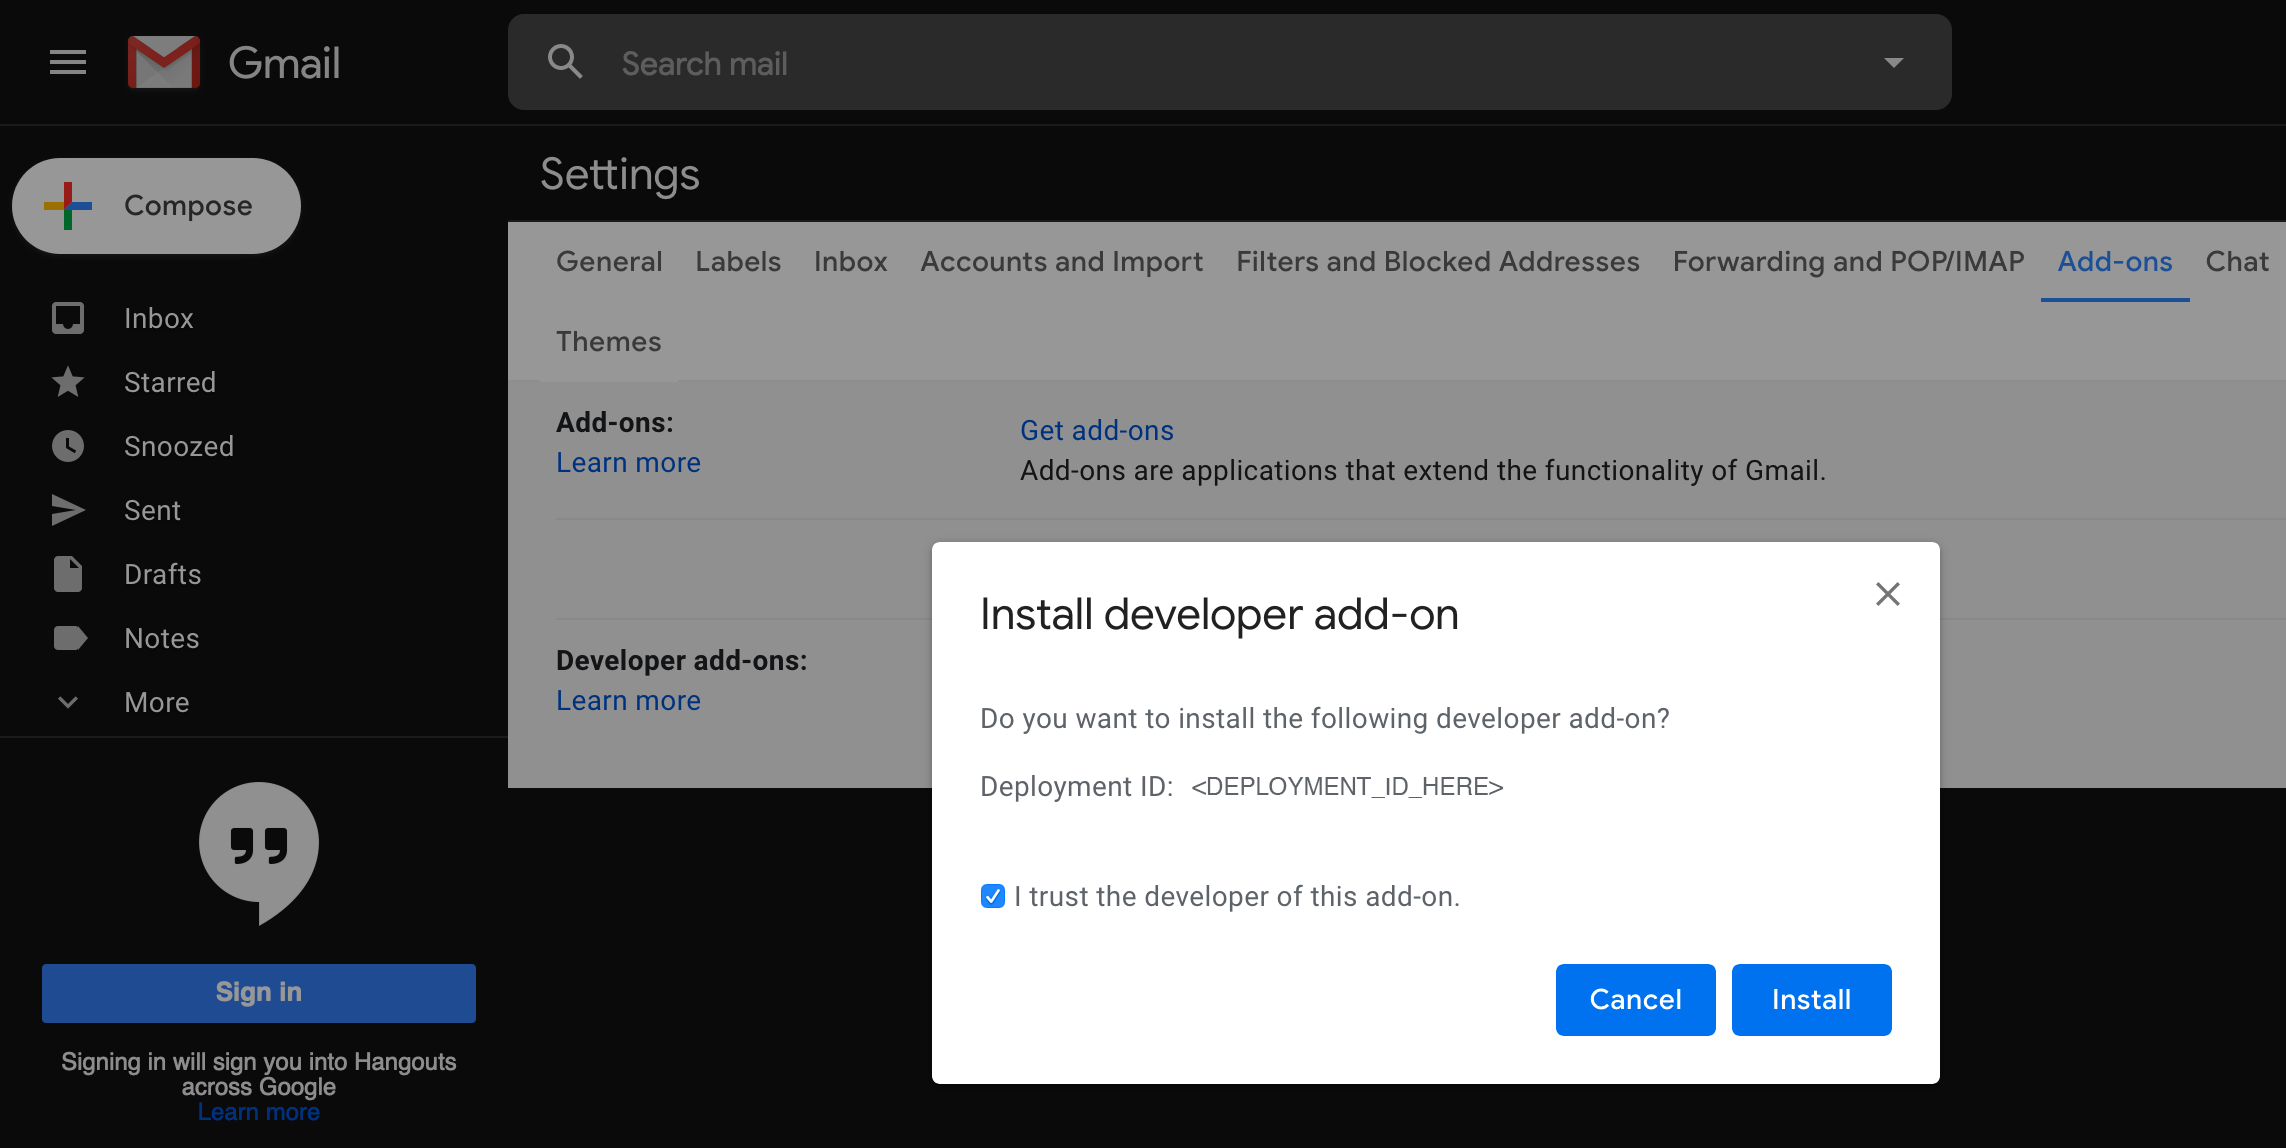 Gmail
Search mail
Compose
Inbox
Starred
Snoozed
Sent
Drafts
Notes
More
Sign in
Signing in will sign you into Hangouts
across Google
Learn more
Settings
General Labels Inbox Accounts and Import Filters and Blocked Addresses Forwarding and POP/IMAP Add-ons Chat
Themes
Add-ons:
Learn more
Get add-ons
Add-ons are applications that extend the functionality of Gmail.
Developer add-ons:
Learn more
Install developer add-on
Do you want to install the following developer add-on?
Deployment ID: <DEPLOYMENT_ID_HERE>
I trust the developer of this add-on.
Cancel Install